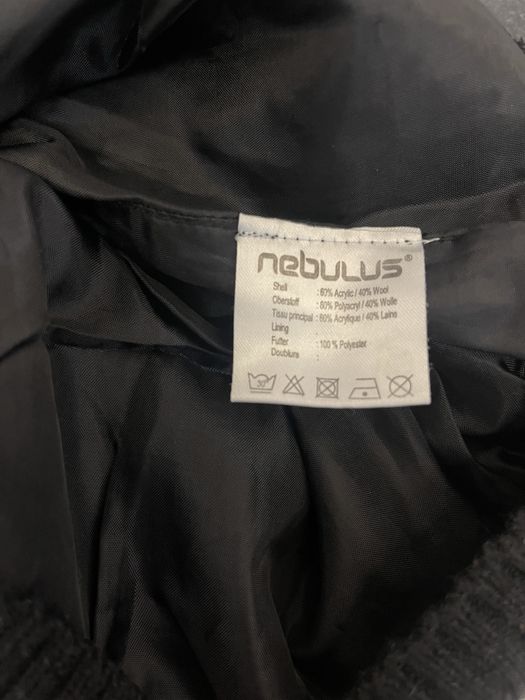 nebulus®
Shell : 60% Acrylic / 40% Wool
Oberstoff : 60% Polyacryl / 40% Wolle
Tissu principal : 60% Acrylique / 40% Laine
Lining
Futter : 100% Polyester
Doublure :
30°